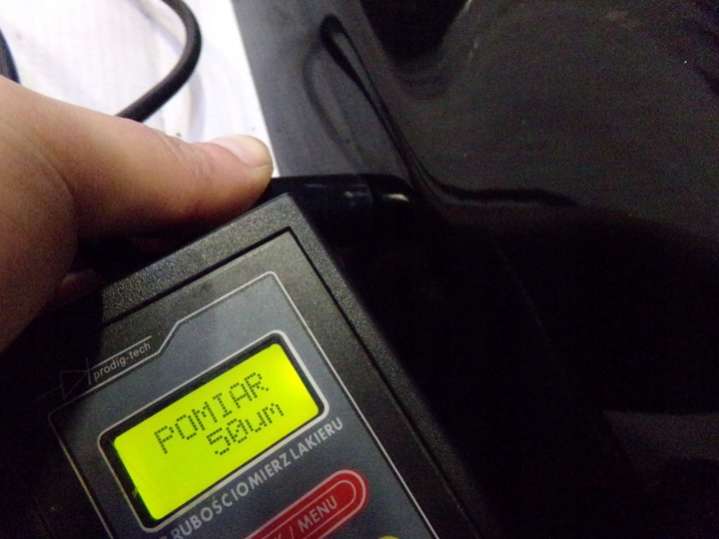 prodig-tech
POMIAR
50um
RUBOŚCIOMIERZ LAKIERU
/ MENU